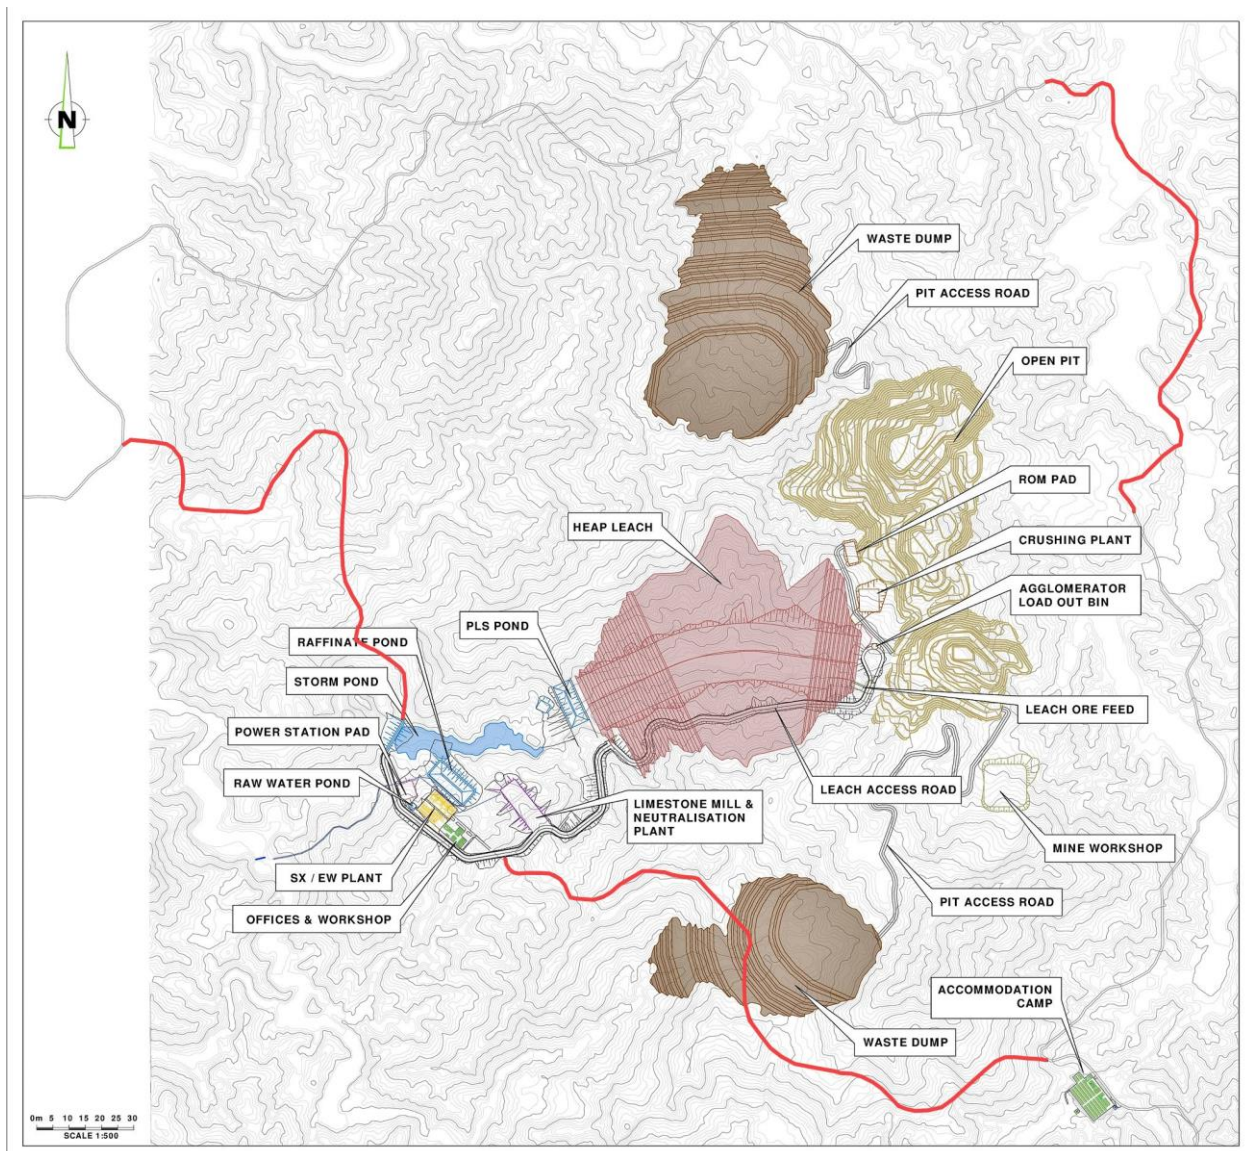 N
WASTE DUMP
PIT ACCESS ROAD
OPEN PIT
ROM PAD
HEAP LEACH
CRUSHING PLANT
AGGLOMERATOR
LOAD OUT BIN
PLS POND
RAFFINATE POND
STORM POND
LEACH ORE FEED
POWER STATION PAD
RAW WATER POND
LEACH ACCESS ROAD
LIMESTONE MILL &
NEUTRALISATION
PLANT
MINE WORKSHOP
SX / EW PLANT
PIT ACCESS ROAD
OFFICES & WORKSHOP
ACCOMMODATION
CAMP
WASTE DUMP
0m 5 10 15 20 25 30
SCALE 1:500